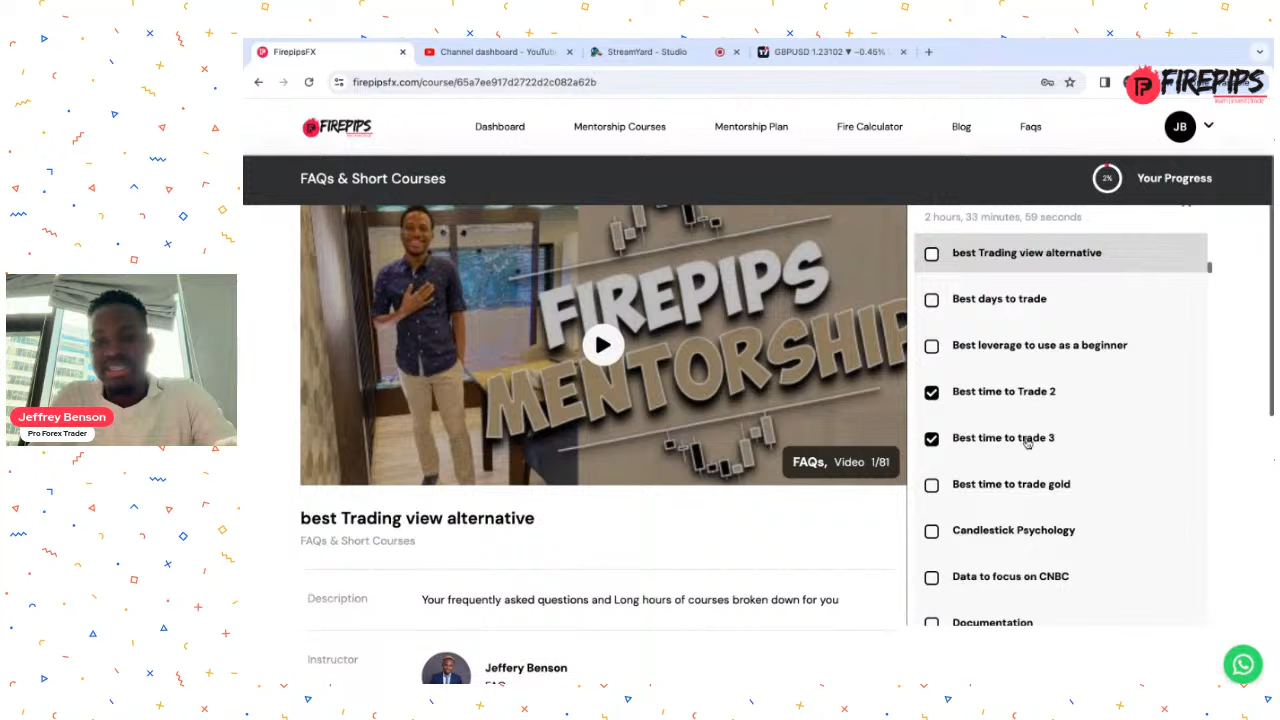 FirepipsFX
Channel dashboard - YouTub
StreamYard - Studio
GBPUSD 1.23102 ▼ −0.45%
firepipsfx.com/course/65a7ee917d2722d2c082a62b
FIREPIPS
FIREPIPS
Dashboard
Mentorship Courses
Mentorship Plan
Fire Calculator
Blog
Faqs
JB
FAQs & Short Courses
2%
Your Progress
2 hours, 33 minutes, 59 seconds
best Trading view alternative
Best days to trade
Best leverage to use as a beginner
Best time to Trade 2
Best time to trade 3
Best time to trade gold
Candlestick Psychology
Data to focus on CNBC
Documentation
FIREPIPS
MENTORSHIP
FAQs, Video 1/81
best Trading view alternative
FAQs & Short Courses
Description
Your frequently asked questions and Long hours of courses broken down for you
Instructor
Jeffery Benson
Jeffrey Benson
Pro Forex Trader